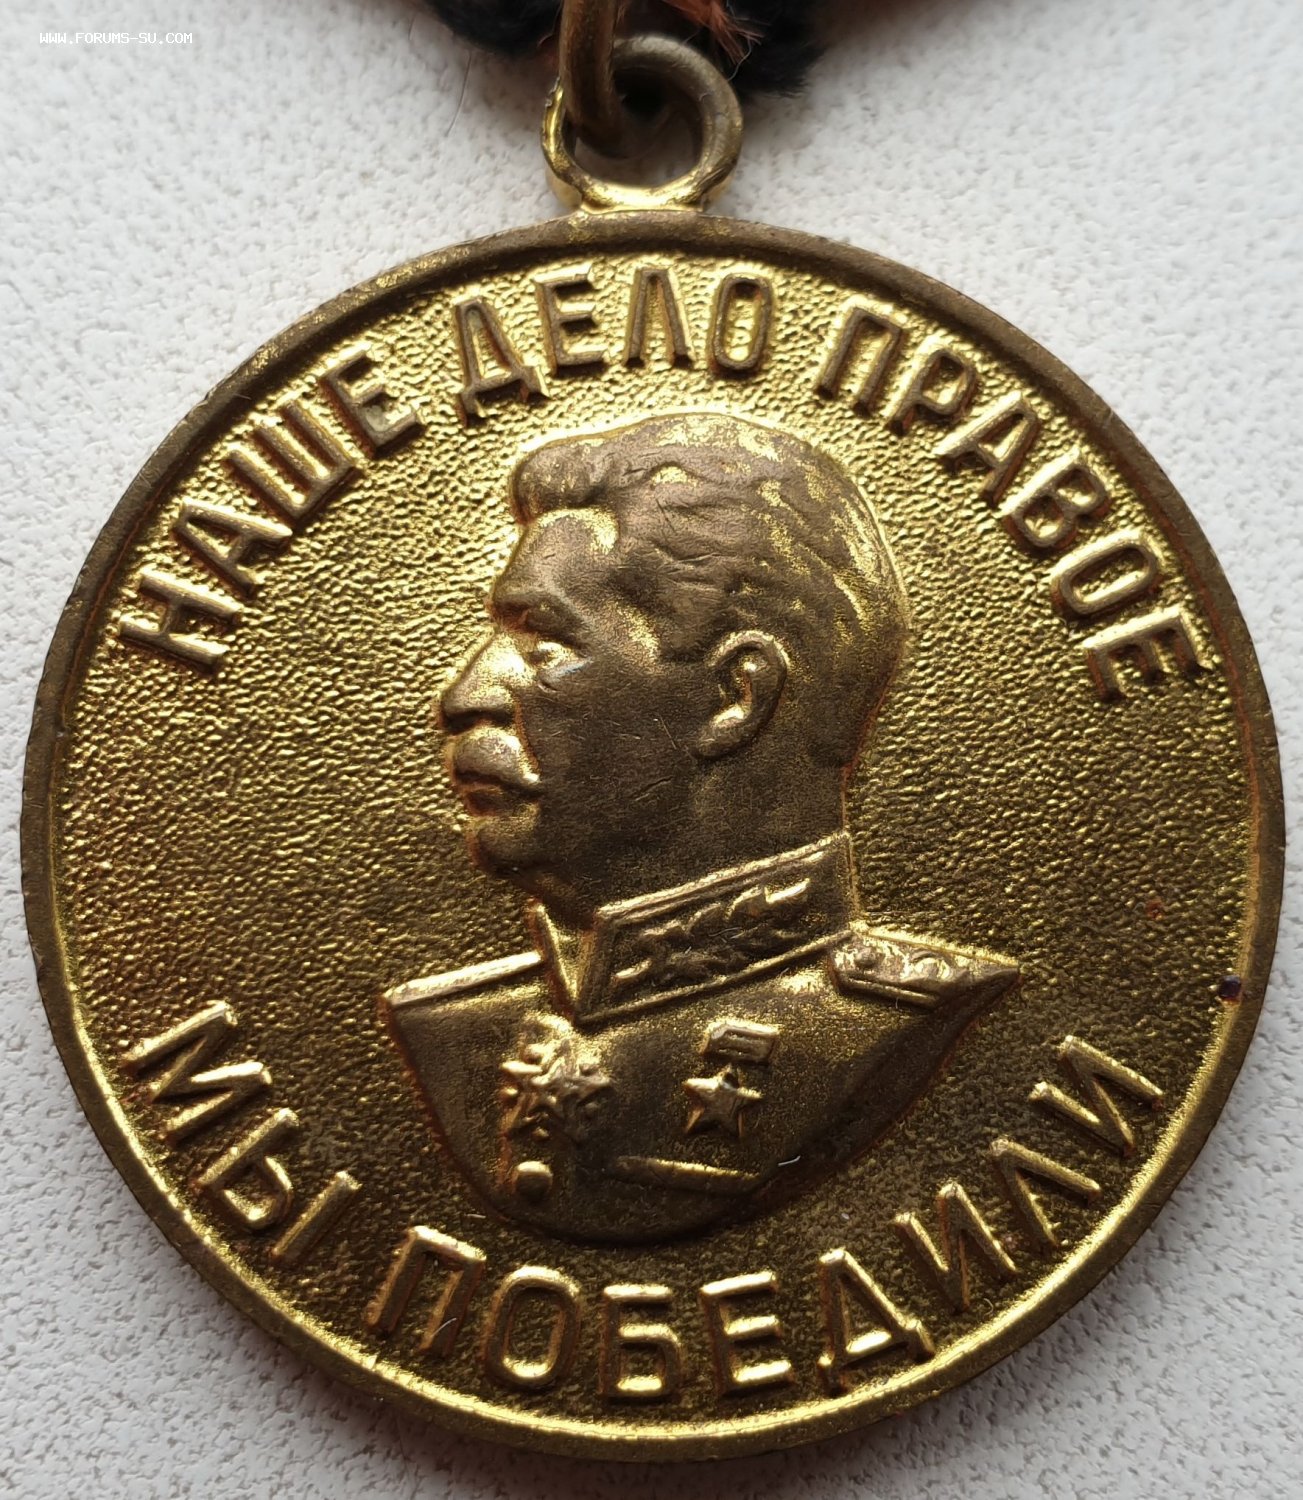 WWW.FORUMS-SU.COM
НАШЕ ДЕЛО ПРАВОЕ
МЫ ПОБЕДИЛИ